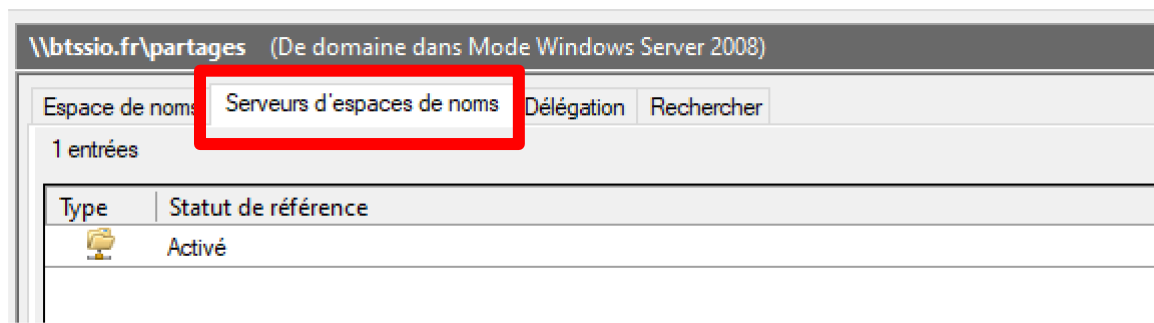 \\btssio.fr\partages (De domaine dans Mode Windows Server 2008)
Espace de noms Serveurs d'espaces de noms Délégation Rechercher
1 entrées
Type Statut de référence
Activé